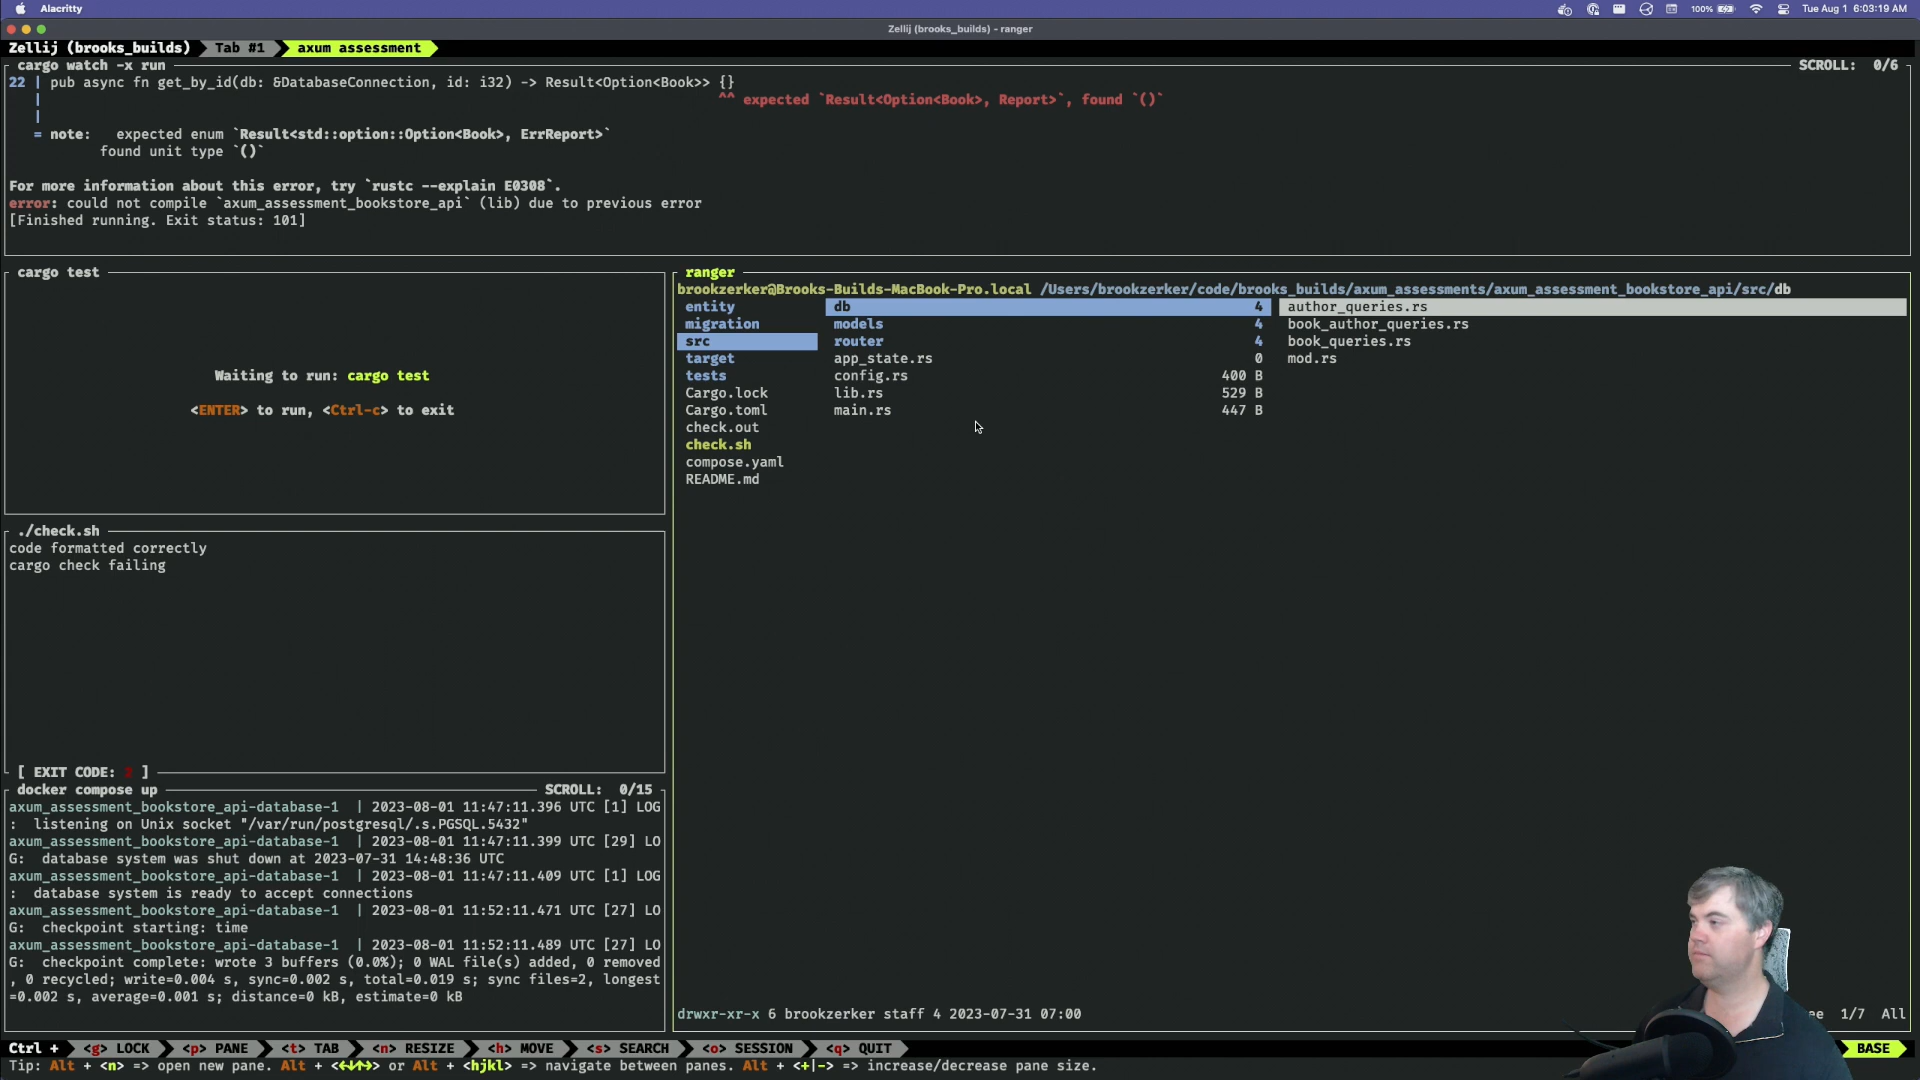 Alacritty
100%
Tue Aug 1 6:03:19 AM
Zellij (brooks_builds) - ranger
Zellij (brooks_builds) Tab #1 axum assessment
cargo watch -x run SCROLL: 0/6
22 | pub async fn get_by_id(db: &DatabaseConnection, id: i32) -> Result<Option<Book>> {}
| ^^ expected `Result<Option<Book>, Report>`, found `()`
|
= note: expected enum `Result<std::option::Option<Book>, ErrReport>`
found unit type `()`
For more information about this error, try `rustc --explain E0308`.
error: could not compile `axum_assessment_bookstore_api` (lib) due to previous error
[Finished running. Exit status: 101]
cargo test
Waiting to run: cargo test
<ENTER> to run, <Ctrl-c> to exit
./check.sh
code formatted correctly
cargo check failing
[ EXIT CODE: ]
docker compose up SCROLL: 0/15
axum_assessment_bookstore_api-database-1 | 2023-08-01 11:47:11.396 UTC [1] LOG
: listening on Unix socket "/var/run/postgresql/.s.PGSQL.5432"
axum_assessment_bookstore_api-database-1 | 2023-08-01 11:47:11.399 UTC [29] LO
G: database system was shut down at 2023-07-31 14:48:36 UTC
axum_assessment_bookstore_api-database-1 | 2023-08-01 11:47:11.409 UTC [1] LOG
: database system is ready to accept connections
axum_assessment_bookstore_api-database-1 | 2023-08-01 11:52:11.471 UTC [27] LO
G: checkpoint starting: time
axum_assessment_bookstore_api-database-1 | 2023-08-01 11:52:11.489 UTC [27] LO
G: checkpoint complete: wrote 3 buffers (0.0%); 0 WAL file(s) added, 0 removed
, 0 recycled; write=0.004 s, sync=0.002 s, total=0.019 s; sync files=2, longest
=0.002 s, average=0.001 s; distance=0 kB, estimate=0 kB
ranger
brookzerker@Brooks-Builds-MacBook-Pro.local /Users/brookzerker/code/brooks_builds/axum_assessments/axum_assessment_bookstore_api/src/db
entity db 4 author_queries.rs
migration models 4 book_author_queries.rs
src router 4 book_queries.rs
target app_state.rs 0 mod.rs
tests config.rs 400 B
Cargo.lock lib.rs 529 B
Cargo.toml main.rs 447 B
check.out
check.sh
compose.yaml
README.md
drwxr-xr-x 6 brookzerker staff 4 2023-07-31 07:00 ee 1/7 All
Ctrl + <g> LOCK <p> PANE <t> TAB <n> RESIZE <h> MOVE <s> SEARCH <o> SESSION <q> QUIT BASE
Tip: Alt + <n> => open new pane. Alt + <←↓↑→> or Alt + <hjkl> => navigate between panes. Alt + <+|-> => increase/decrease pane size.